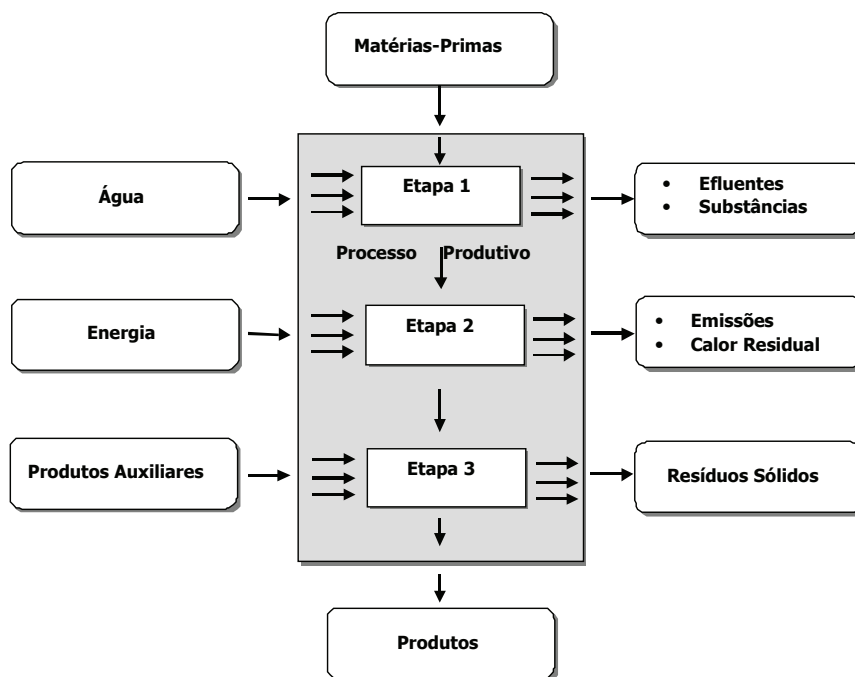 Matérias-Primas
Água
Etapa 1
• Efluentes
• Substâncias
Processo Produtivo
Energia
Etapa 2
• Emissões
• Calor Residual
Produtos Auxiliares
Etapa 3
Resíduos Sólidos
Produtos